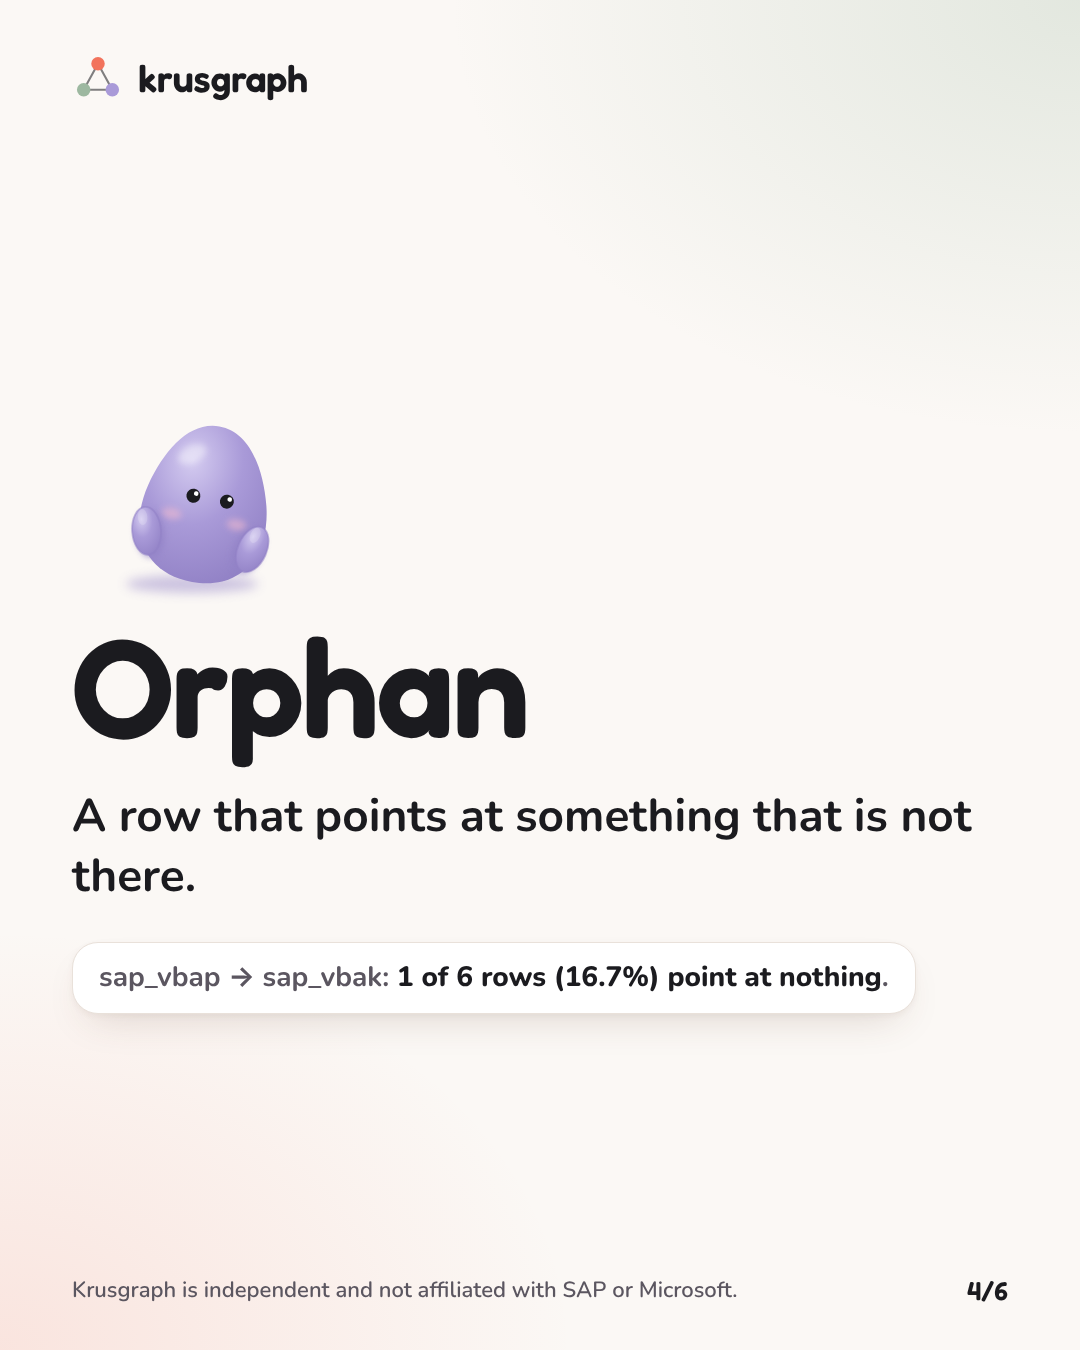 krusgraph
Orphan
A row that points at something that is not
there.
sap_vbap → sap_vbak: 1 of 6 rows (16.7%) point at nothing.
Krusgraph is independent and not affiliated with SAP or Microsoft.
4/6